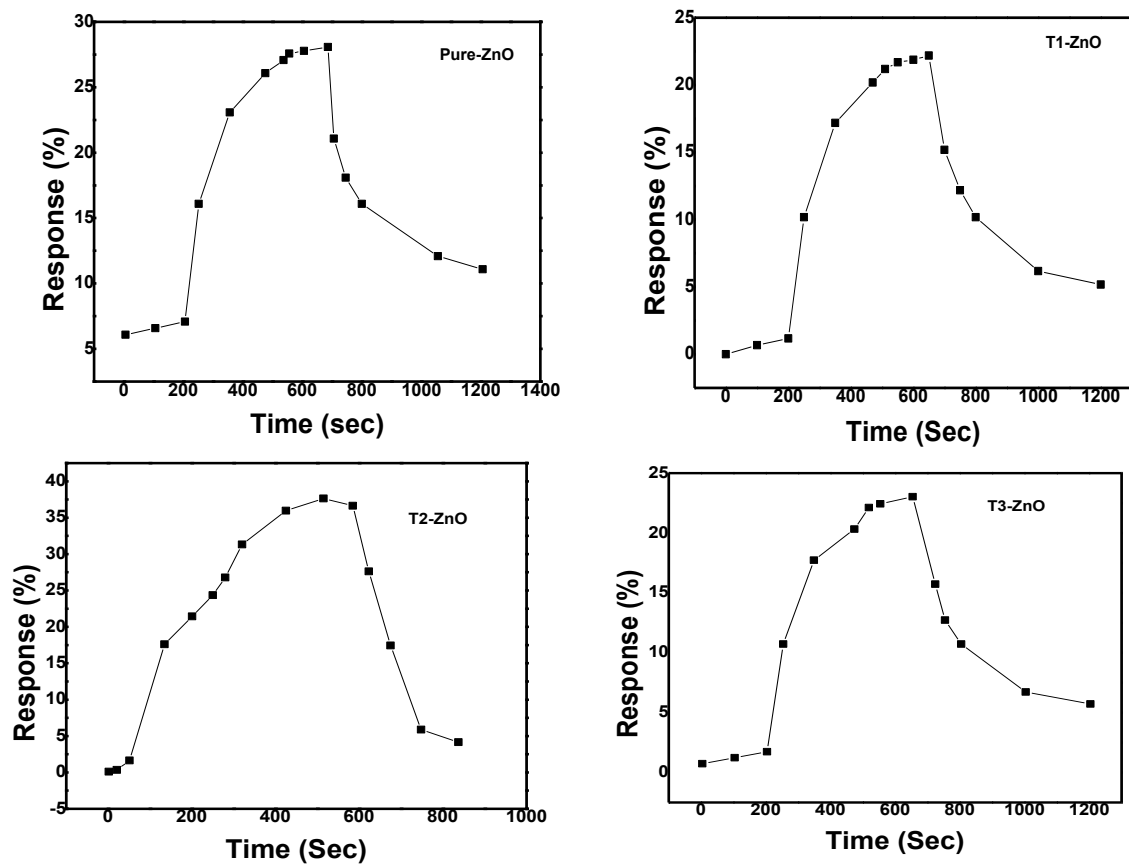 Pure-ZnO
Response (%)
30
25
20
15
10
5
0 200 400 600 800 1000 1200 1400
Time (sec)
T1-ZnO
Response (%)
25
20
15
10
5
0
0 200 400 600 800 1000 1200
Time (Sec)
T2-ZnO
Response (%)
40
35
30
25
20
15
10
5
0
-5
0 200 400 600 800 1000
Time (Sec)
T3-ZnO
Response (%)
25
20
15
10
5
0
0 200 400 600 800 1000 1200
Time (Sec)